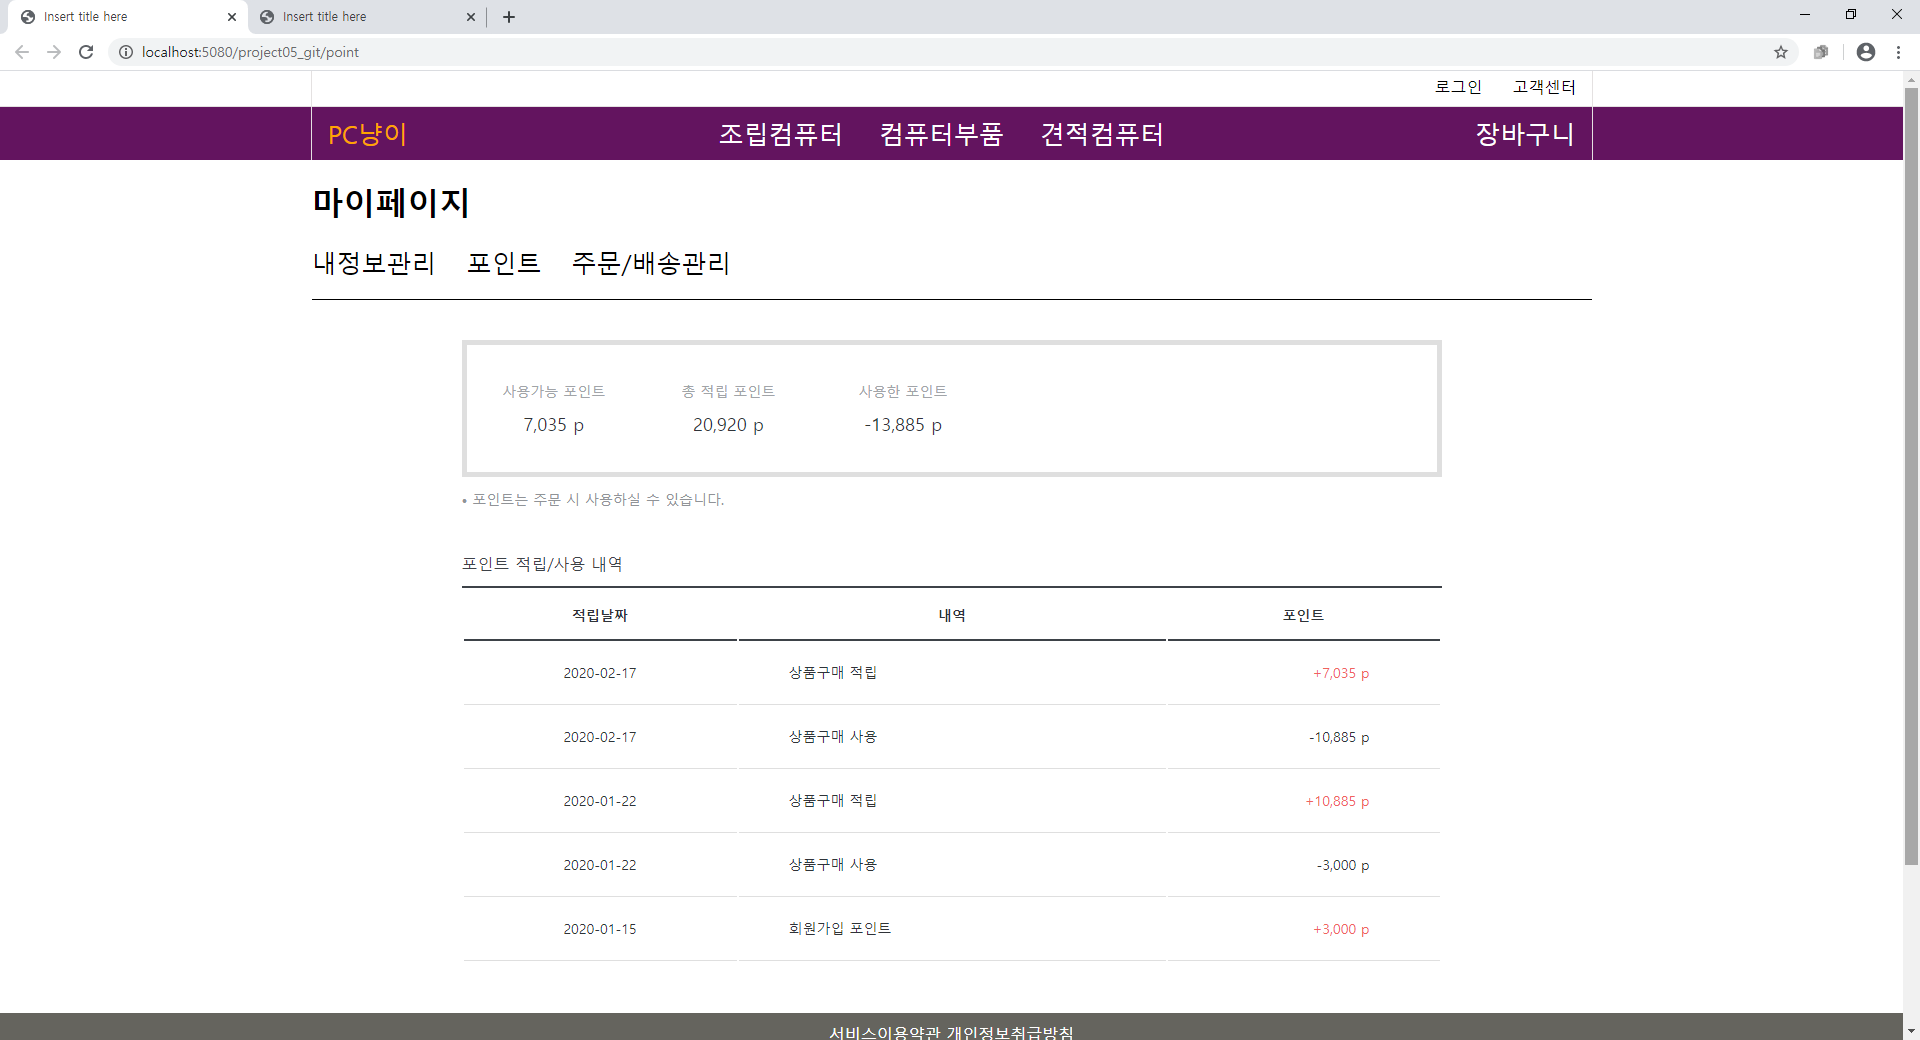 Insert title here
Insert title here
localhost:5080/project05_git/point
로그인 고객센터
PC냥이 조립컴퓨터 컴퓨터부품 견적컴퓨터 장바구니
마이페이지
내정보관리 포인트 주문/배송관리
사용가능 포인트 총 적립 포인트 사용한 포인트
7,035 p 20,920 p -13,885 p
• 포인트는 주문 시 사용하실 수 있습니다.
포인트 적립/사용 내역
적립날짜 내역 포인트
2020-02-17 상품구매 적립 +7,035 p
2020-02-17 상품구매 사용 -10,885 p
2020-01-22 상품구매 적립 +10,885 p
2020-01-22 상품구매 사용 -3,000 p
2020-01-15 회원가입 포인트 +3,000 p
서비스이용약관 개인정보취급방침